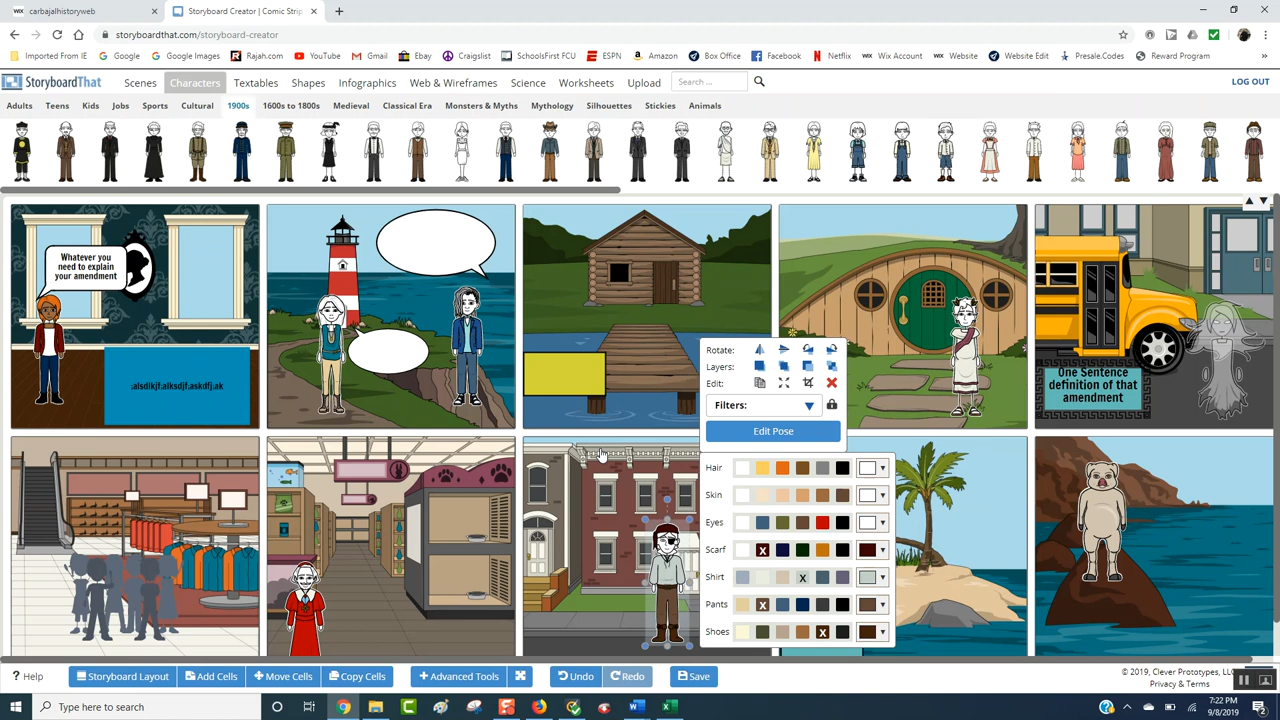 carbajalhistoryweb
Storyboard Creator | Comic Strip
storyboardthat.com/storyboard-creator
Imported From IE Google Google Images Rajah.com YouTube Gmail Ebay Craigslist SchoolsFirst FCU ESPN Amazon Box Office Facebook Netflix Wix Account Website Website Edit Presale.Codes Reward Program
StoryboardThat Scenes Characters Textables Shapes Infographics Web & Wireframes Science Worksheets Upload Search ... LOG OUT
Adults Teens Kids Jobs Sports Cultural 1900s 1600s to 1800s Medieval Classical Era Monsters & Myths Mythology Silhouettes Stickies Animals
Whatever you
need to explain
your amendment
;alsdlkjf;alksdjf;askdfj;ak
One Sentence
definition of that
amendment
Rotate:
Layers:
Edit:
Filters:
Edit Pose
Hair
Skin
Eyes
Scarf
Shirt
Pants
Shoes
Help Storyboard Layout Add Cells Move Cells Copy Cells Advanced Tools Undo Redo Save
© 2019, Clever Prototypes, LL
Privacy & Terms
Type here to search
7:22 PM
9/8/2019